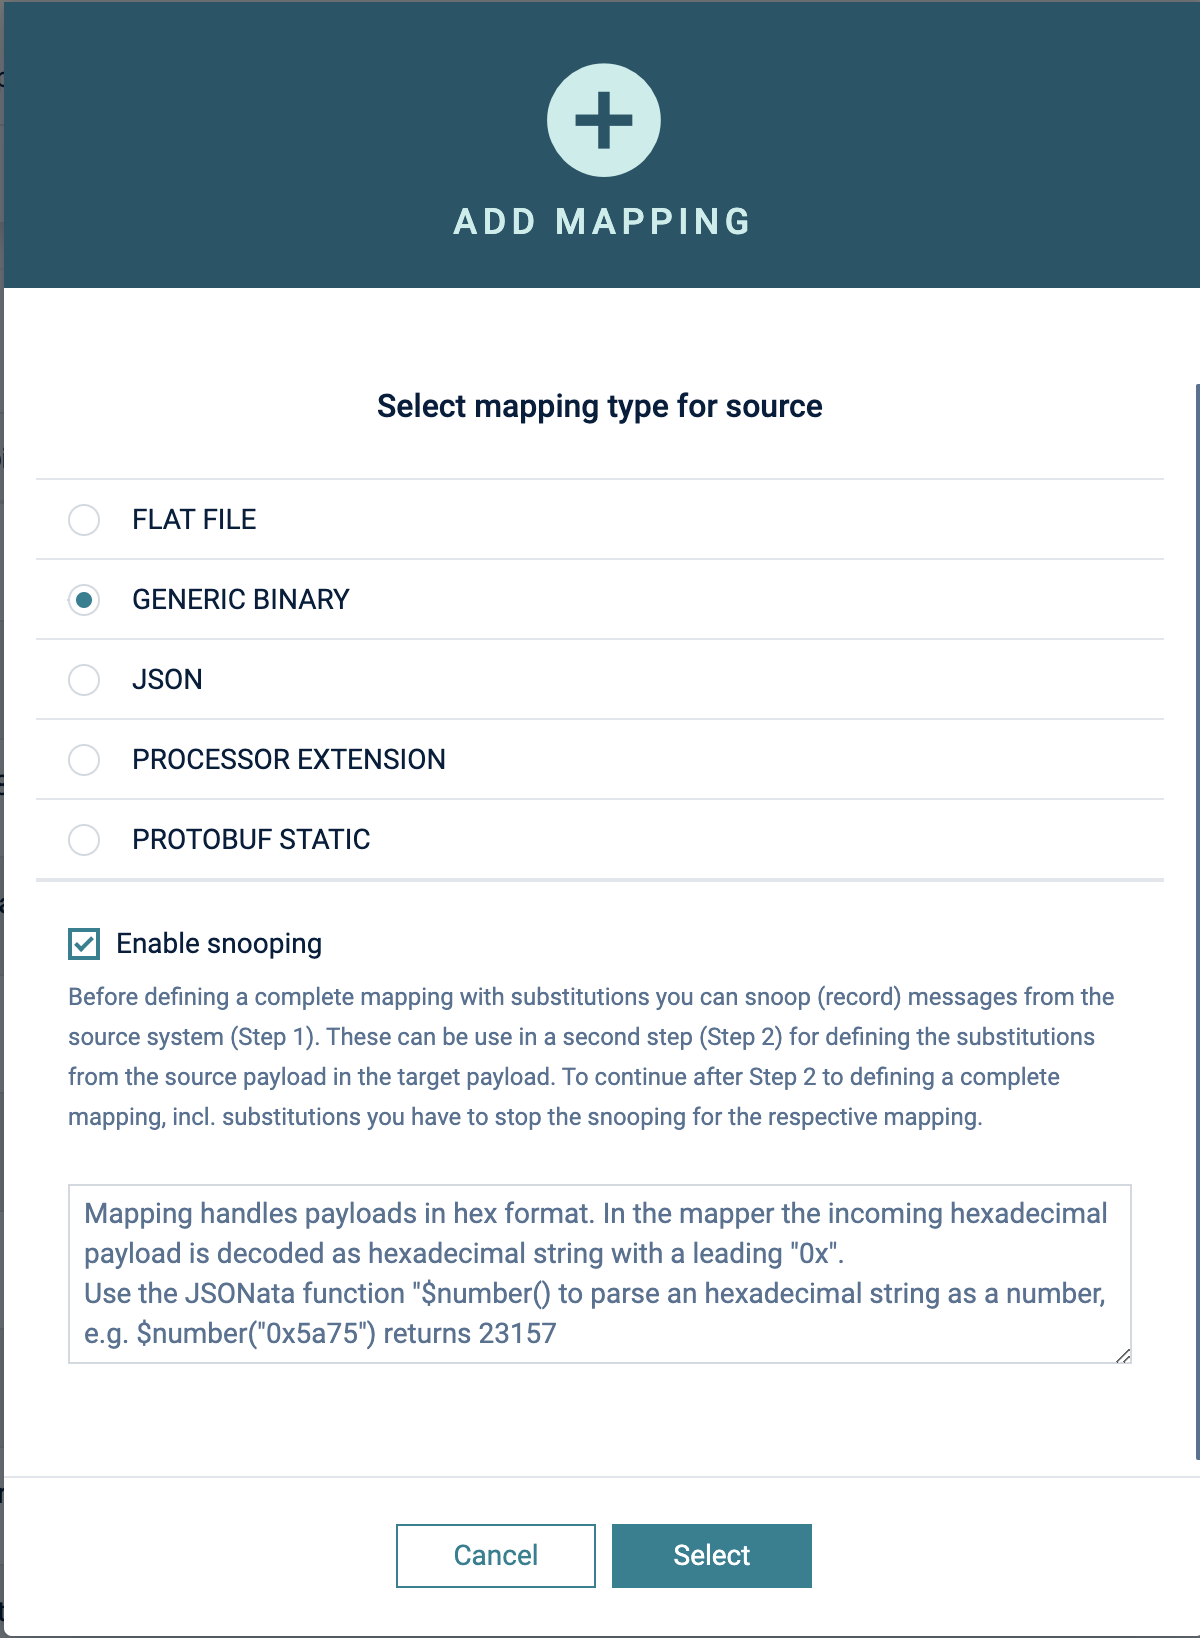 ADD MAPPING
Select mapping type for source
FLAT FILE
GENERIC BINARY
JSON
PROCESSOR EXTENSION
PROTOBUF STATIC
Enable snooping
Before defining a complete mapping with substitutions you can snoop (record) messages from the
source system (Step 1). These can be use in a second step (Step 2) for defining the substitutions
from the source payload in the target payload. To continue after Step 2 to defining a complete
mapping, incl. substitutions you have to stop the snooping for the respective mapping.
Mapping handles payloads in hex format. In the mapper the incoming hexadecimal
payload is decoded as hexadecimal string with a leading "0x".
Use the JSONata function "$number() to parse an hexadecimal string as a number,
e.g. $number("0x5a75") returns 23157
Cancel
Select